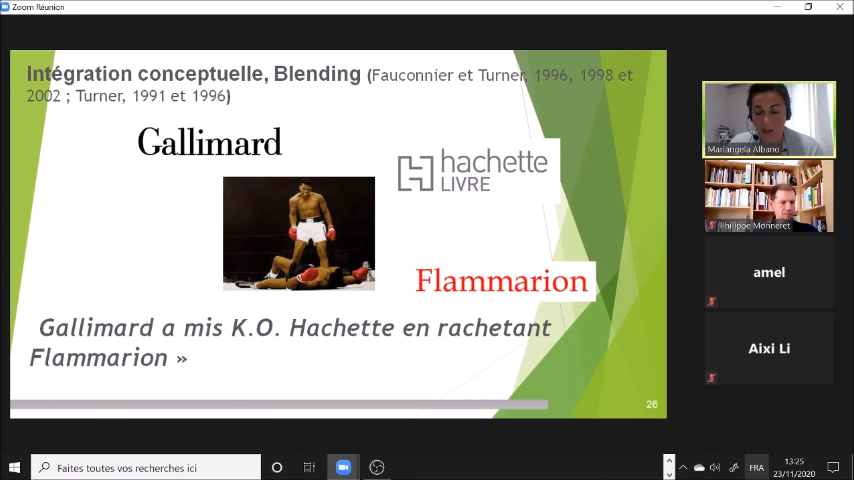 Zoom Réunion
Intégration conceptuelle, Blending (Fauconnier et Turner, 1996, 1998 et
2002 ; Turner, 1991 et 1996)
Gallimard
hachette
LIVRE
Flammarion
Gallimard a mis K.O. Hachette en rachetant
Flammarion »
26
Mariangela Albano
Philippe Monneret
amel
Aixi Li
Faites toutes vos recherches ici
FRA
13:25
23/11/2020